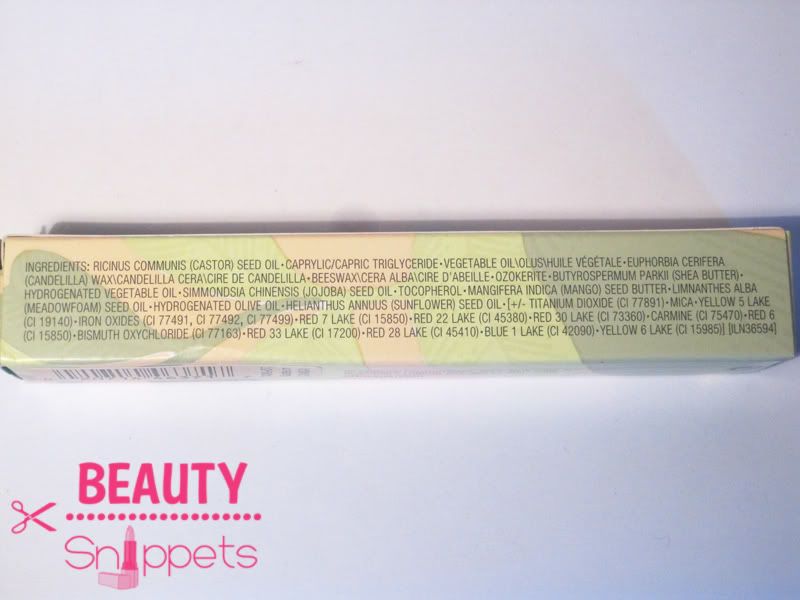 INGREDIENTS: RICINUS COMMUNIS (CASTOR) SEED OIL•CAPRYLIC/CAPRIC TRIGLYCERIDE•VEGETABLE OIL\OLUS\HUILE VÉGÉTALE•EUPHORBIA CERIFERA
(CANDELILLA) WAX\CANDELILLA CERA\CIRE DE CANDELILLA•BEESWAX\CERA ALBA\CIRE D'ABEILLE•OZOKERITE•BUTYROSPERMUM PARKII (SHEA BUTTER)•
HYDROGENATED VEGETABLE OIL•SIMMONDSIA CHINENSIS (JOJOBA) SEED OIL•TOCOPHEROL•MANGIFERA INDICA (MANGO) SEED BUTTER•LIMNANTHES ALBA
(MEADOWFOAM) SEED OIL•HYDROGENATED OLIVE OIL•HELIANTHUS ANNUUS (SUNFLOWER) SEED OIL•[+/- TITANIUM DIOXIDE (CI 77891)•MICA•YELLOW 5 LAKE
(CI 19140)•IRON OXIDES (CI 77491, CI 77492, CI 77499)•RED 7 LAKE (CI 15850)•RED 22 LAKE (CI 45380)•RED 30 LAKE (CI 73360)•CARMINE (CI 75470)•RED 6
(CI 15850)•BISMUTH OXYCHLORIDE (CI 77163)•RED 33 LAKE (CI 17200)•RED 28 LAKE (CI 45410)•BLUE 1 LAKE (CI 42090)•YELLOW 6 LAKE (CI 15985)] [ILN36594]
BEAUTY
Snippets